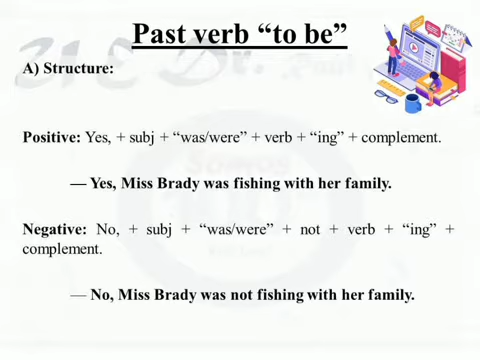 Past verb “to be”
A) Structure:
Positive: Yes, + subj + “was/were” + verb + “ing” + complement.
— Yes, Miss Brady was fishing with her family.
Negative: No, + subj + “was/were” + not + verb + “ing” +
complement.
— No, Miss Brady was not fishing with her family.